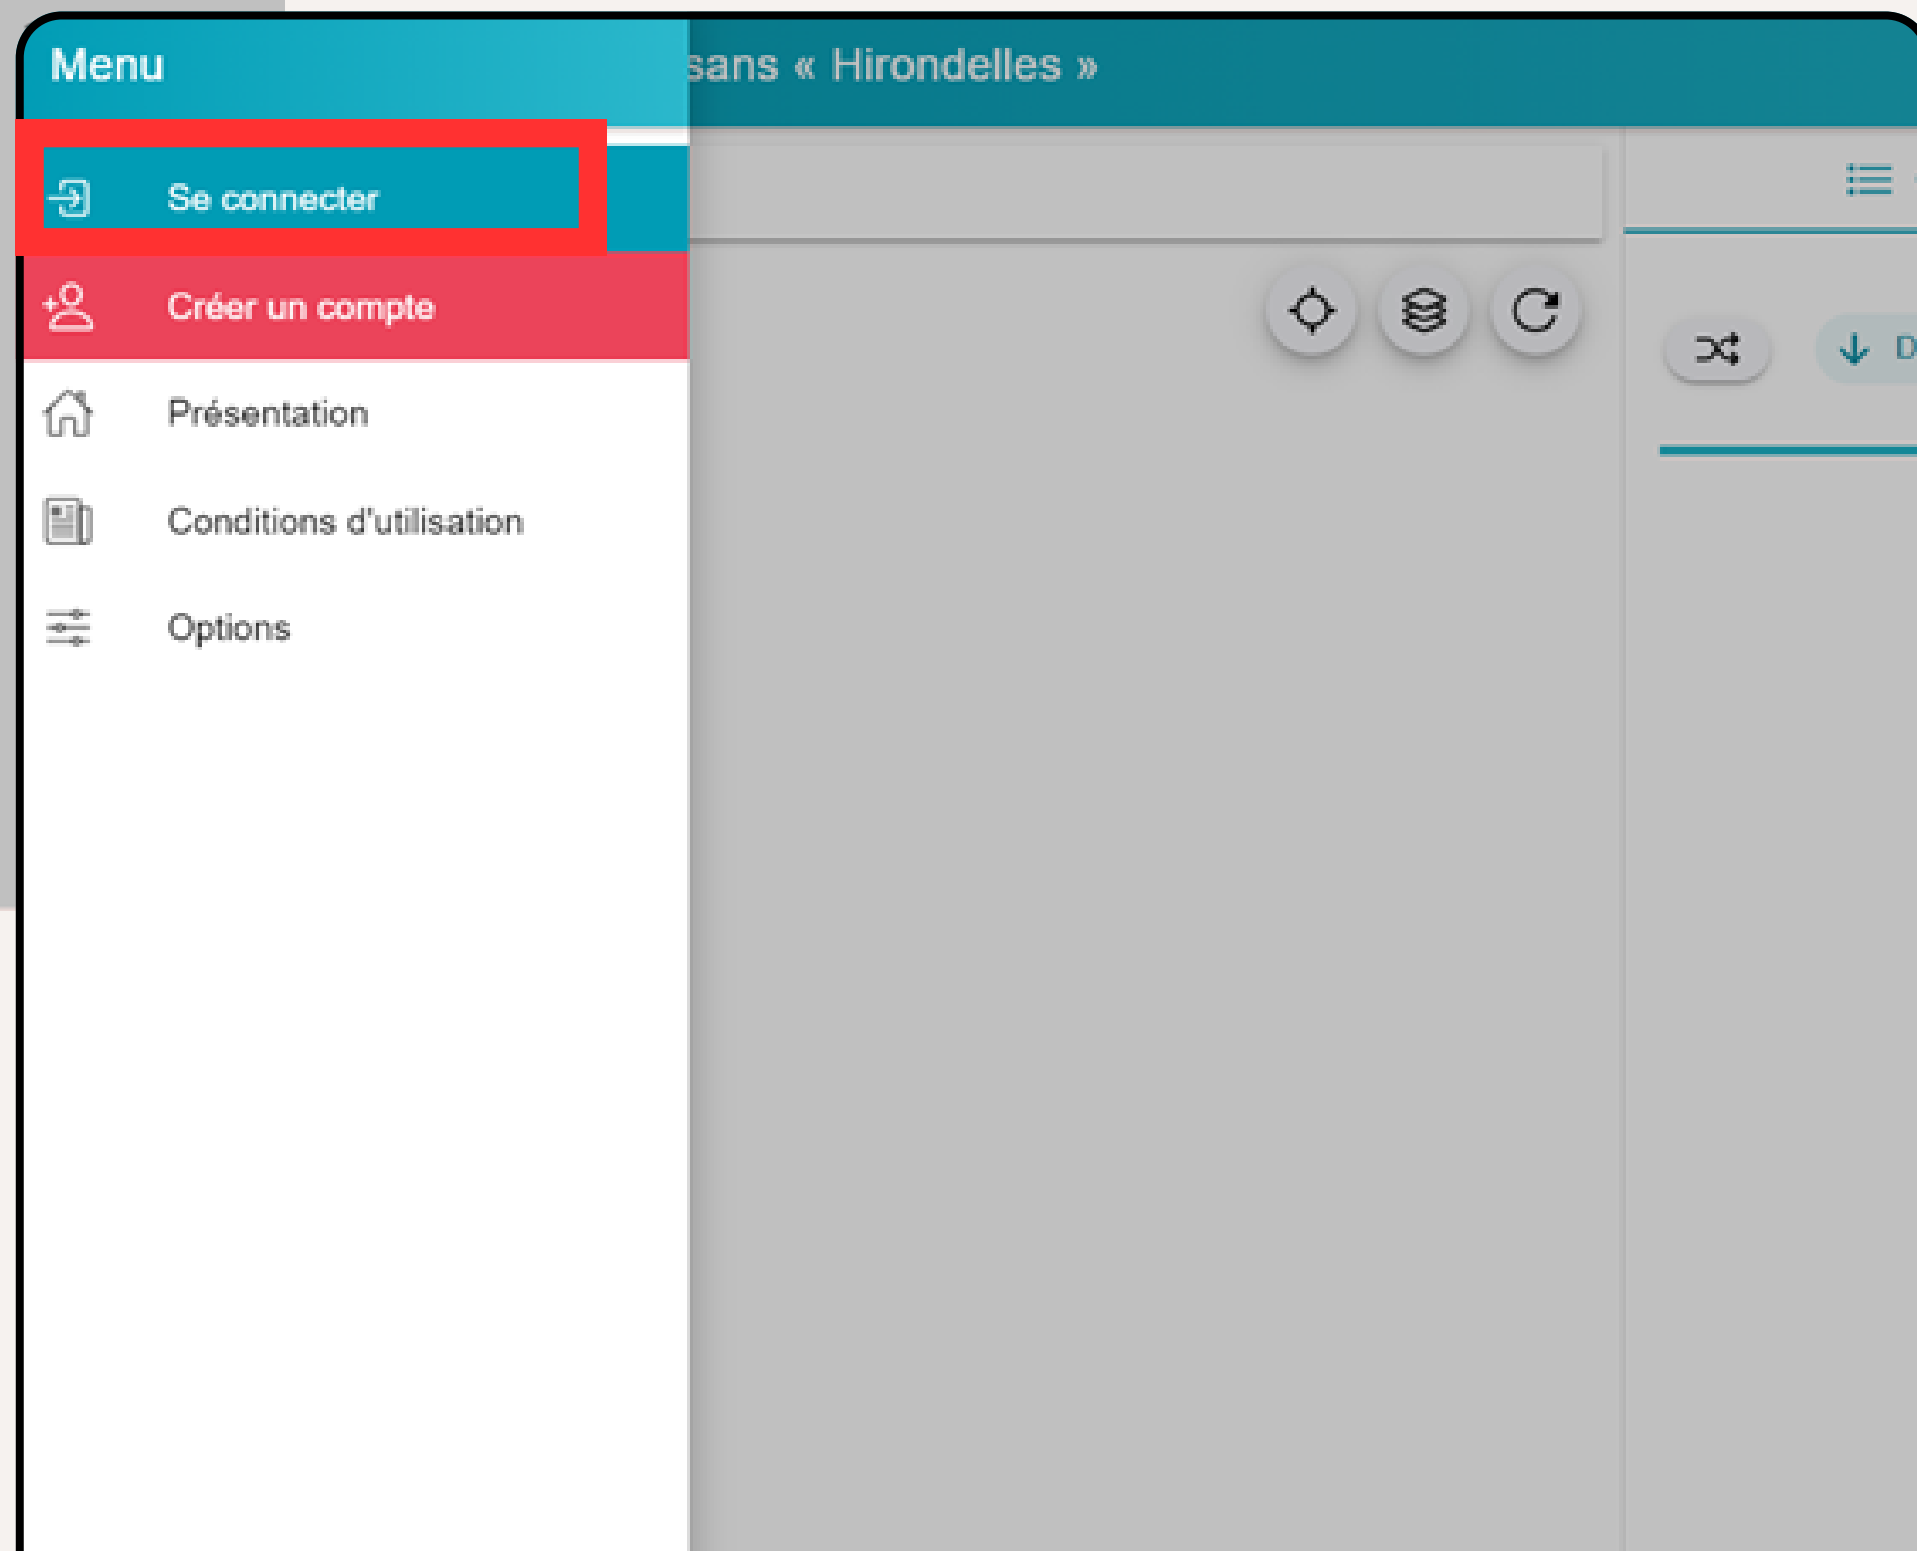 Menu
sans « Hirondelles »
Se connecter
Créer un compte
Présentation
Conditions d'utilisation
Options